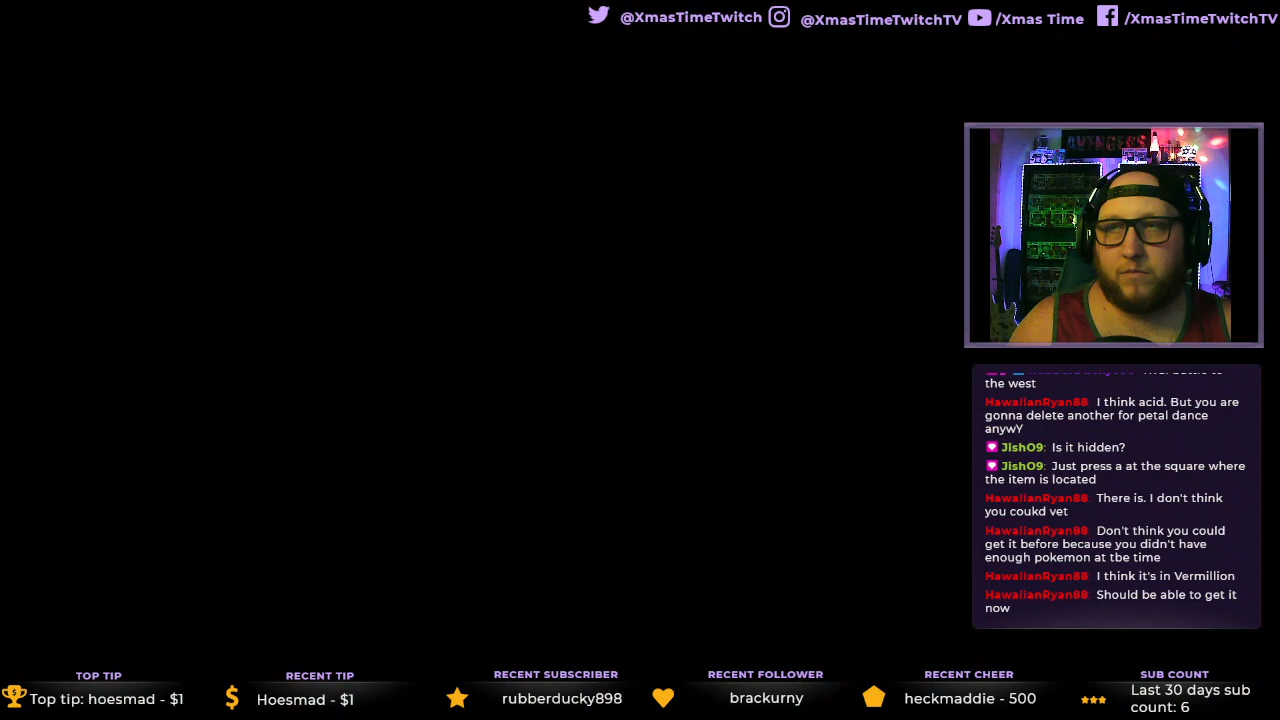 @XmasTimeTwitch @XmasTimeTwitchTV /Xmas Time /XmasTimeTwitchTV
AVENGERS
the west
HawaiianRyan88: I think acid. But you are
gonna delete another for petal dance
anywY
JishO9: Is it hidden?
JishO9: Just press a at the square where
the item is located
HawaiianRyan88: There is. I don't think
you coukd vet
HawaiianRyan88: Don't think you could
get it before because you didn't have
enough pokemon at tbe time
HawaiianRyan88: I think it's in Vermillion
HawaiianRyan88: Should be able to get it
now
TOP TIP
Top tip: hoesmad - $1
RECENT TIP
Hoesmad - $1
RECENT SUBSCRIBER
rubberducky898
RECENT FOLLOWER
brackurny
RECENT CHEER
heckmaddie - 500
SUB COUNT
Last 30 days sub
count: 6